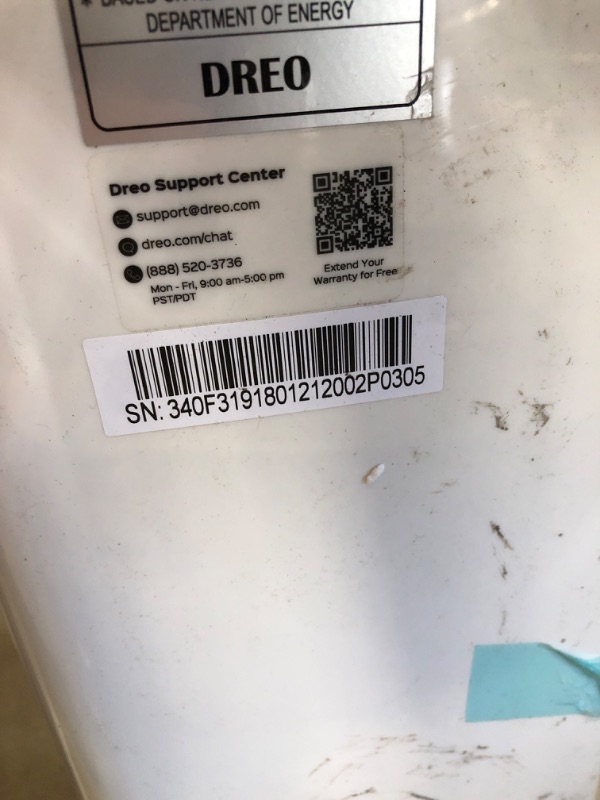 DEPARTMENT OF ENERGY
DREO
Dreo Support Center
support@dreo.com
dreo.com/chat
(888) 520-3736
Mon - Fri, 9:00 am-5:00 pm
PST/PDT
Extend Your
Warranty for Free
SN: 340F3191801212002P0305